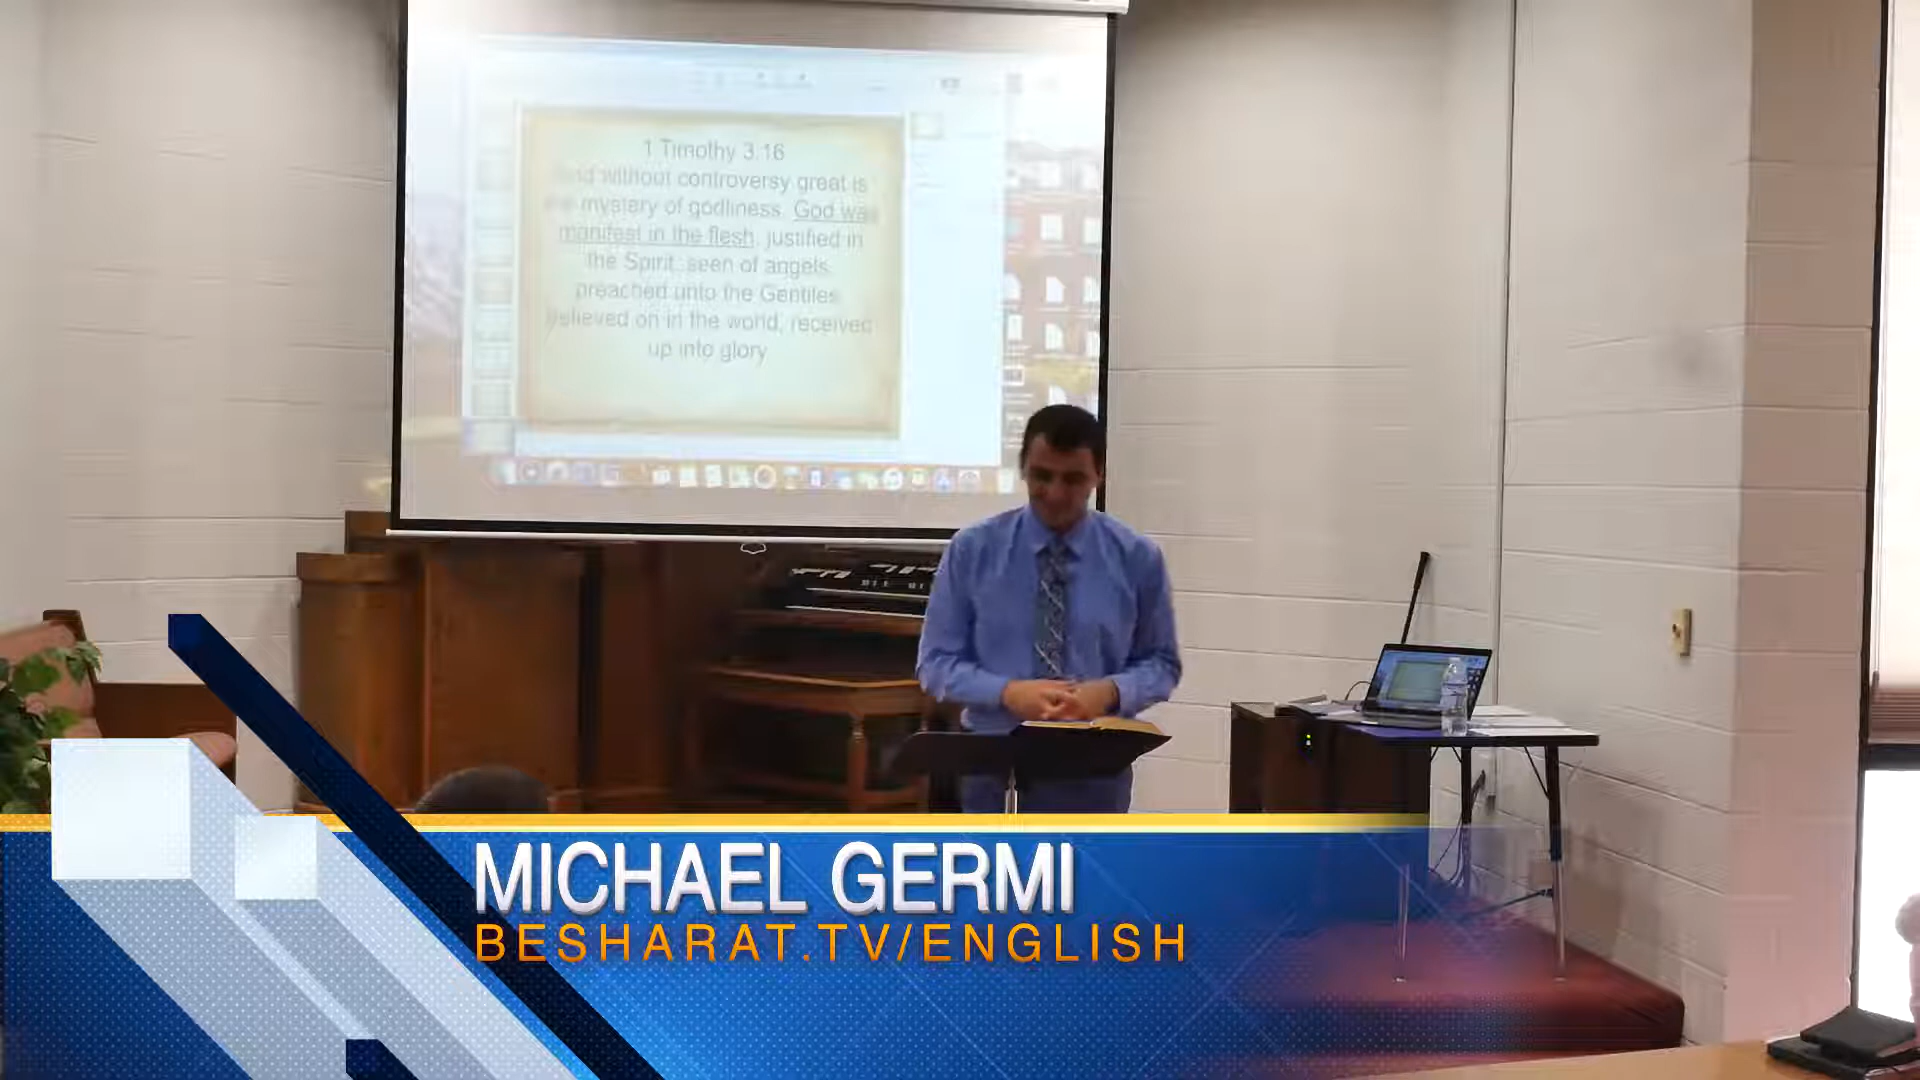 1 Timothy 3:16
And without controversy great is
the mystery of godliness: God was
manifest in the flesh, justified in
the Spirit, seen of angels,
preached unto the Gentiles,
believed on in the world, received
up into glory.
MICHAEL GERMI
BESHARAT.TV/ENGLISH